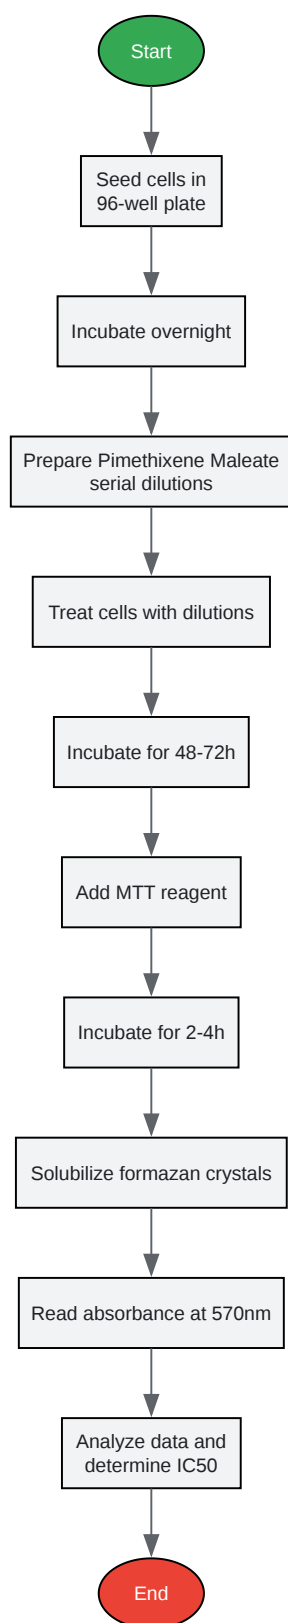 Start
Seed cells in
96-well plate
Incubate overnight
Prepare Pimethixene Maleate
serial dilutions
Treat cells with dilutions
Incubate for 48-72h
Add MTT reagent
Incubate for 2-4h
Solubilize formazan crystals
Read absorbance at 570nm
Analyze data and
determine IC50
End